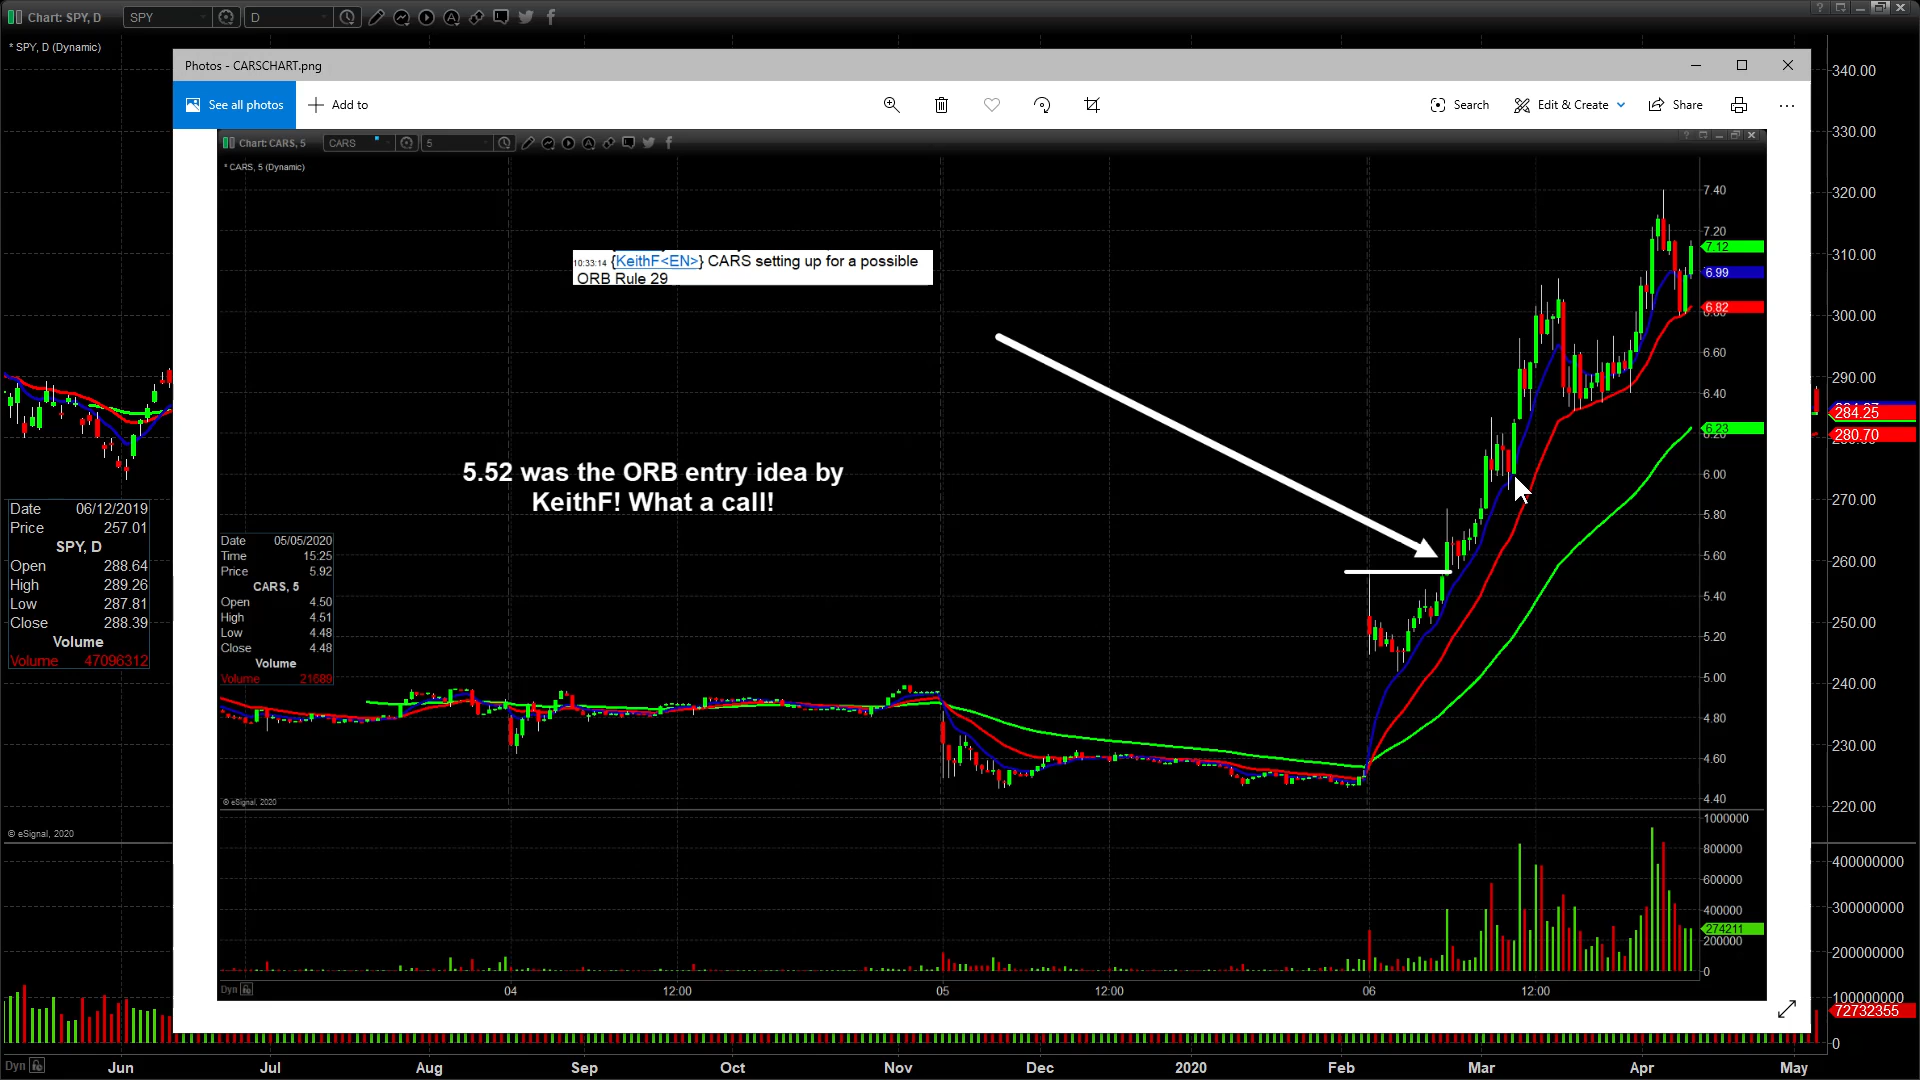 Chart: SPY, D
SPY
D
* SPY, D (Dynamic)
Photos - CARSCHART.png
See all photos
Add to
Search
Edit & Create
Share
Chart: CARS, 5
CARS
5
* CARS, 5 (Dynamic)
10:33:14 {KeithF<EN>} CARS setting up for a possible
ORB Rule 29
5.52 was the ORB entry idea by
KeithF! What a call!
Date 05/05/2020
Time 15:25
Price 5.92
CARS, 5
Open 4.50
High 4.51
Low 4.48
Close 4.48
Volume
Volume 21689
© eSignal, 2020
7.40
7.20
7.12
6.99
6.82
6.60
6.40
6.23
6.00
5.80
5.60
5.40
5.20
5.00
4.80
4.60
4.40
1000000
800000
600000
400000
274211
200000
0
Dyn
04
12:00
05
12:00
06
12:00
Date 06/12/2019
Price 257.01
SPY, D
Open 288.64
High 289.26
Low 287.81
Close 288.39
Volume
Volume 47096312
© eSignal, 2020
340.00
330.00
320.00
310.00
300.00
290.00
284.25
280.70
270.00
260.00
250.00
240.00
230.00
220.00
400000000
300000000
200000000
100000000
72732355
0
Dyn
Jun
Jul
Aug
Sep
Oct
Nov
Dec
2020
Feb
Mar
Apr
May